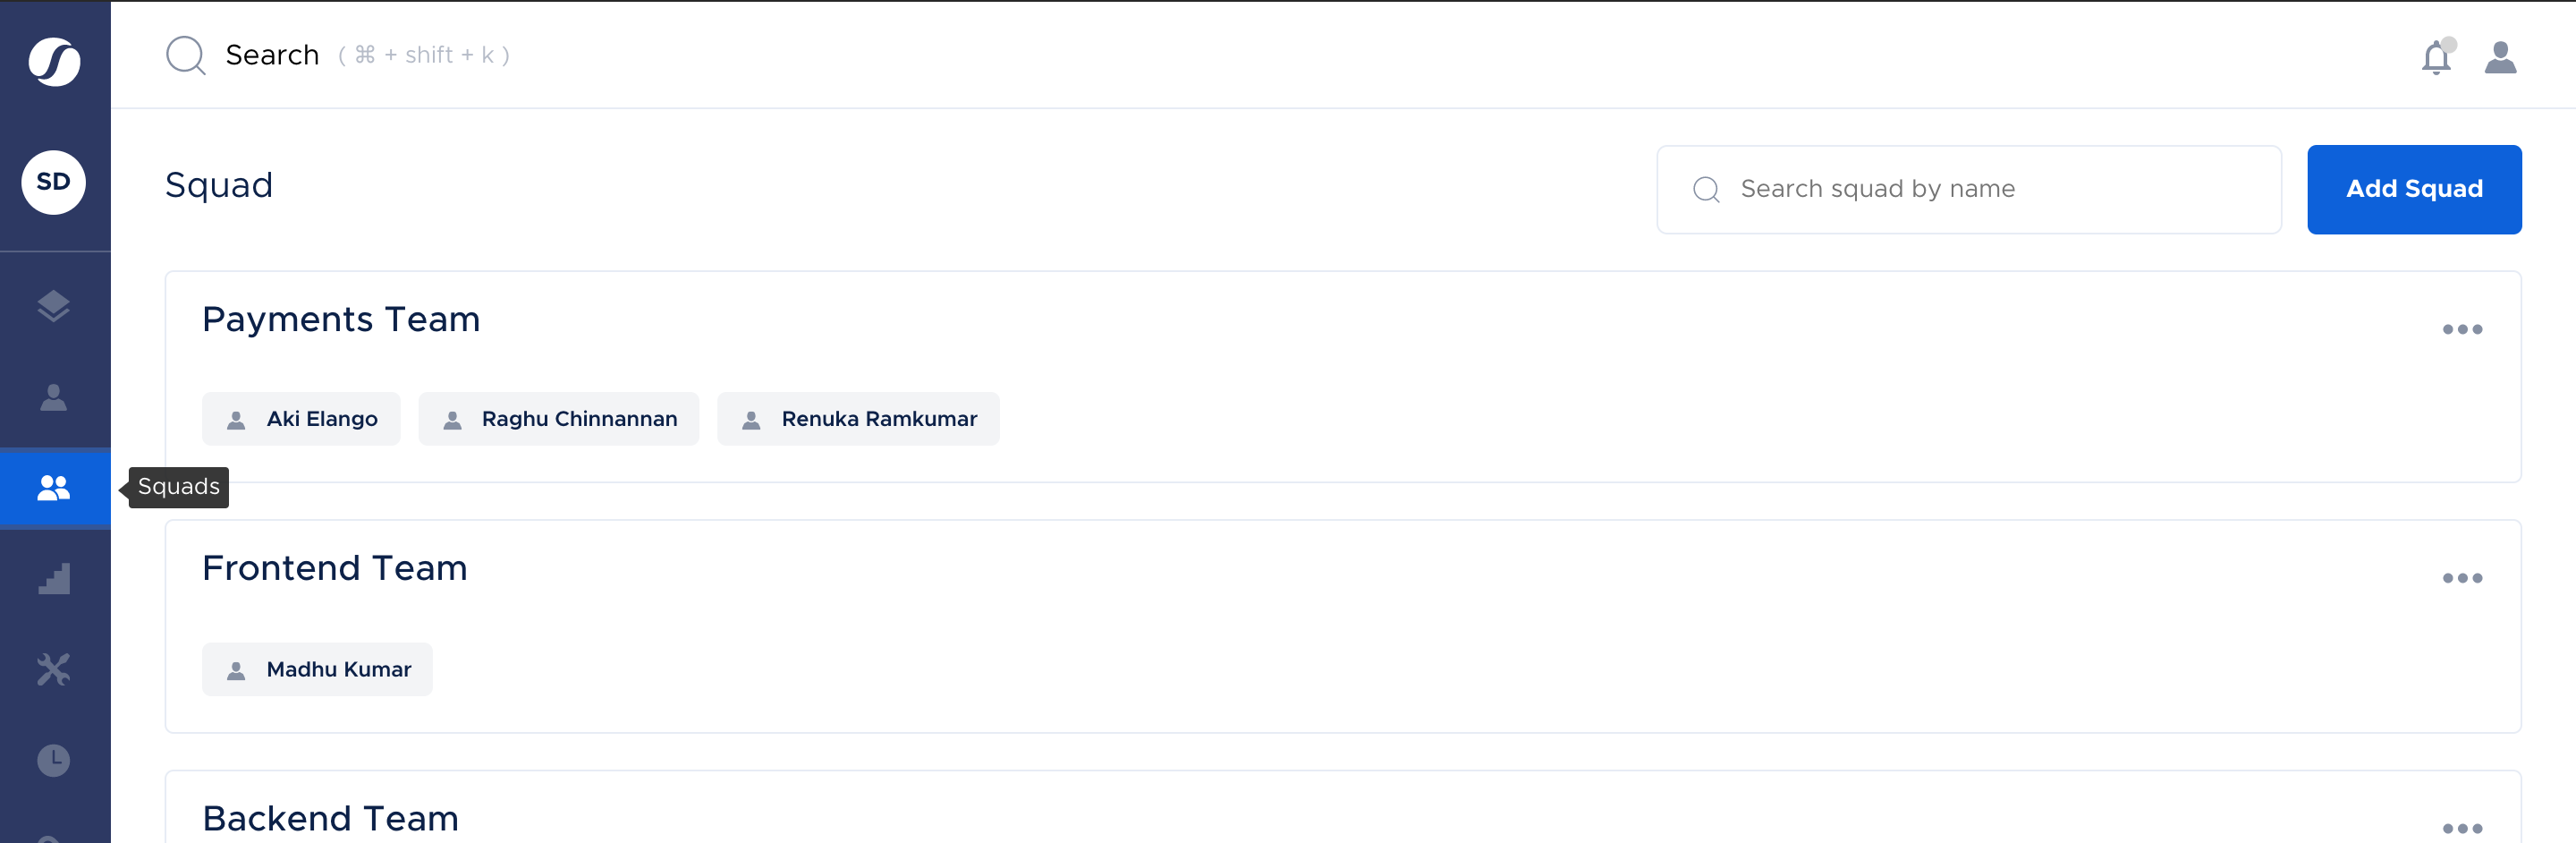 Search ( ⌘ + shift + k )
SD
Squad
Search squad by name
Add Squad
Payments Team
Aki Elango
Raghu Chinnannan
Renuka Ramkumar
Squads
Frontend Team
Madhu Kumar
Backend Team